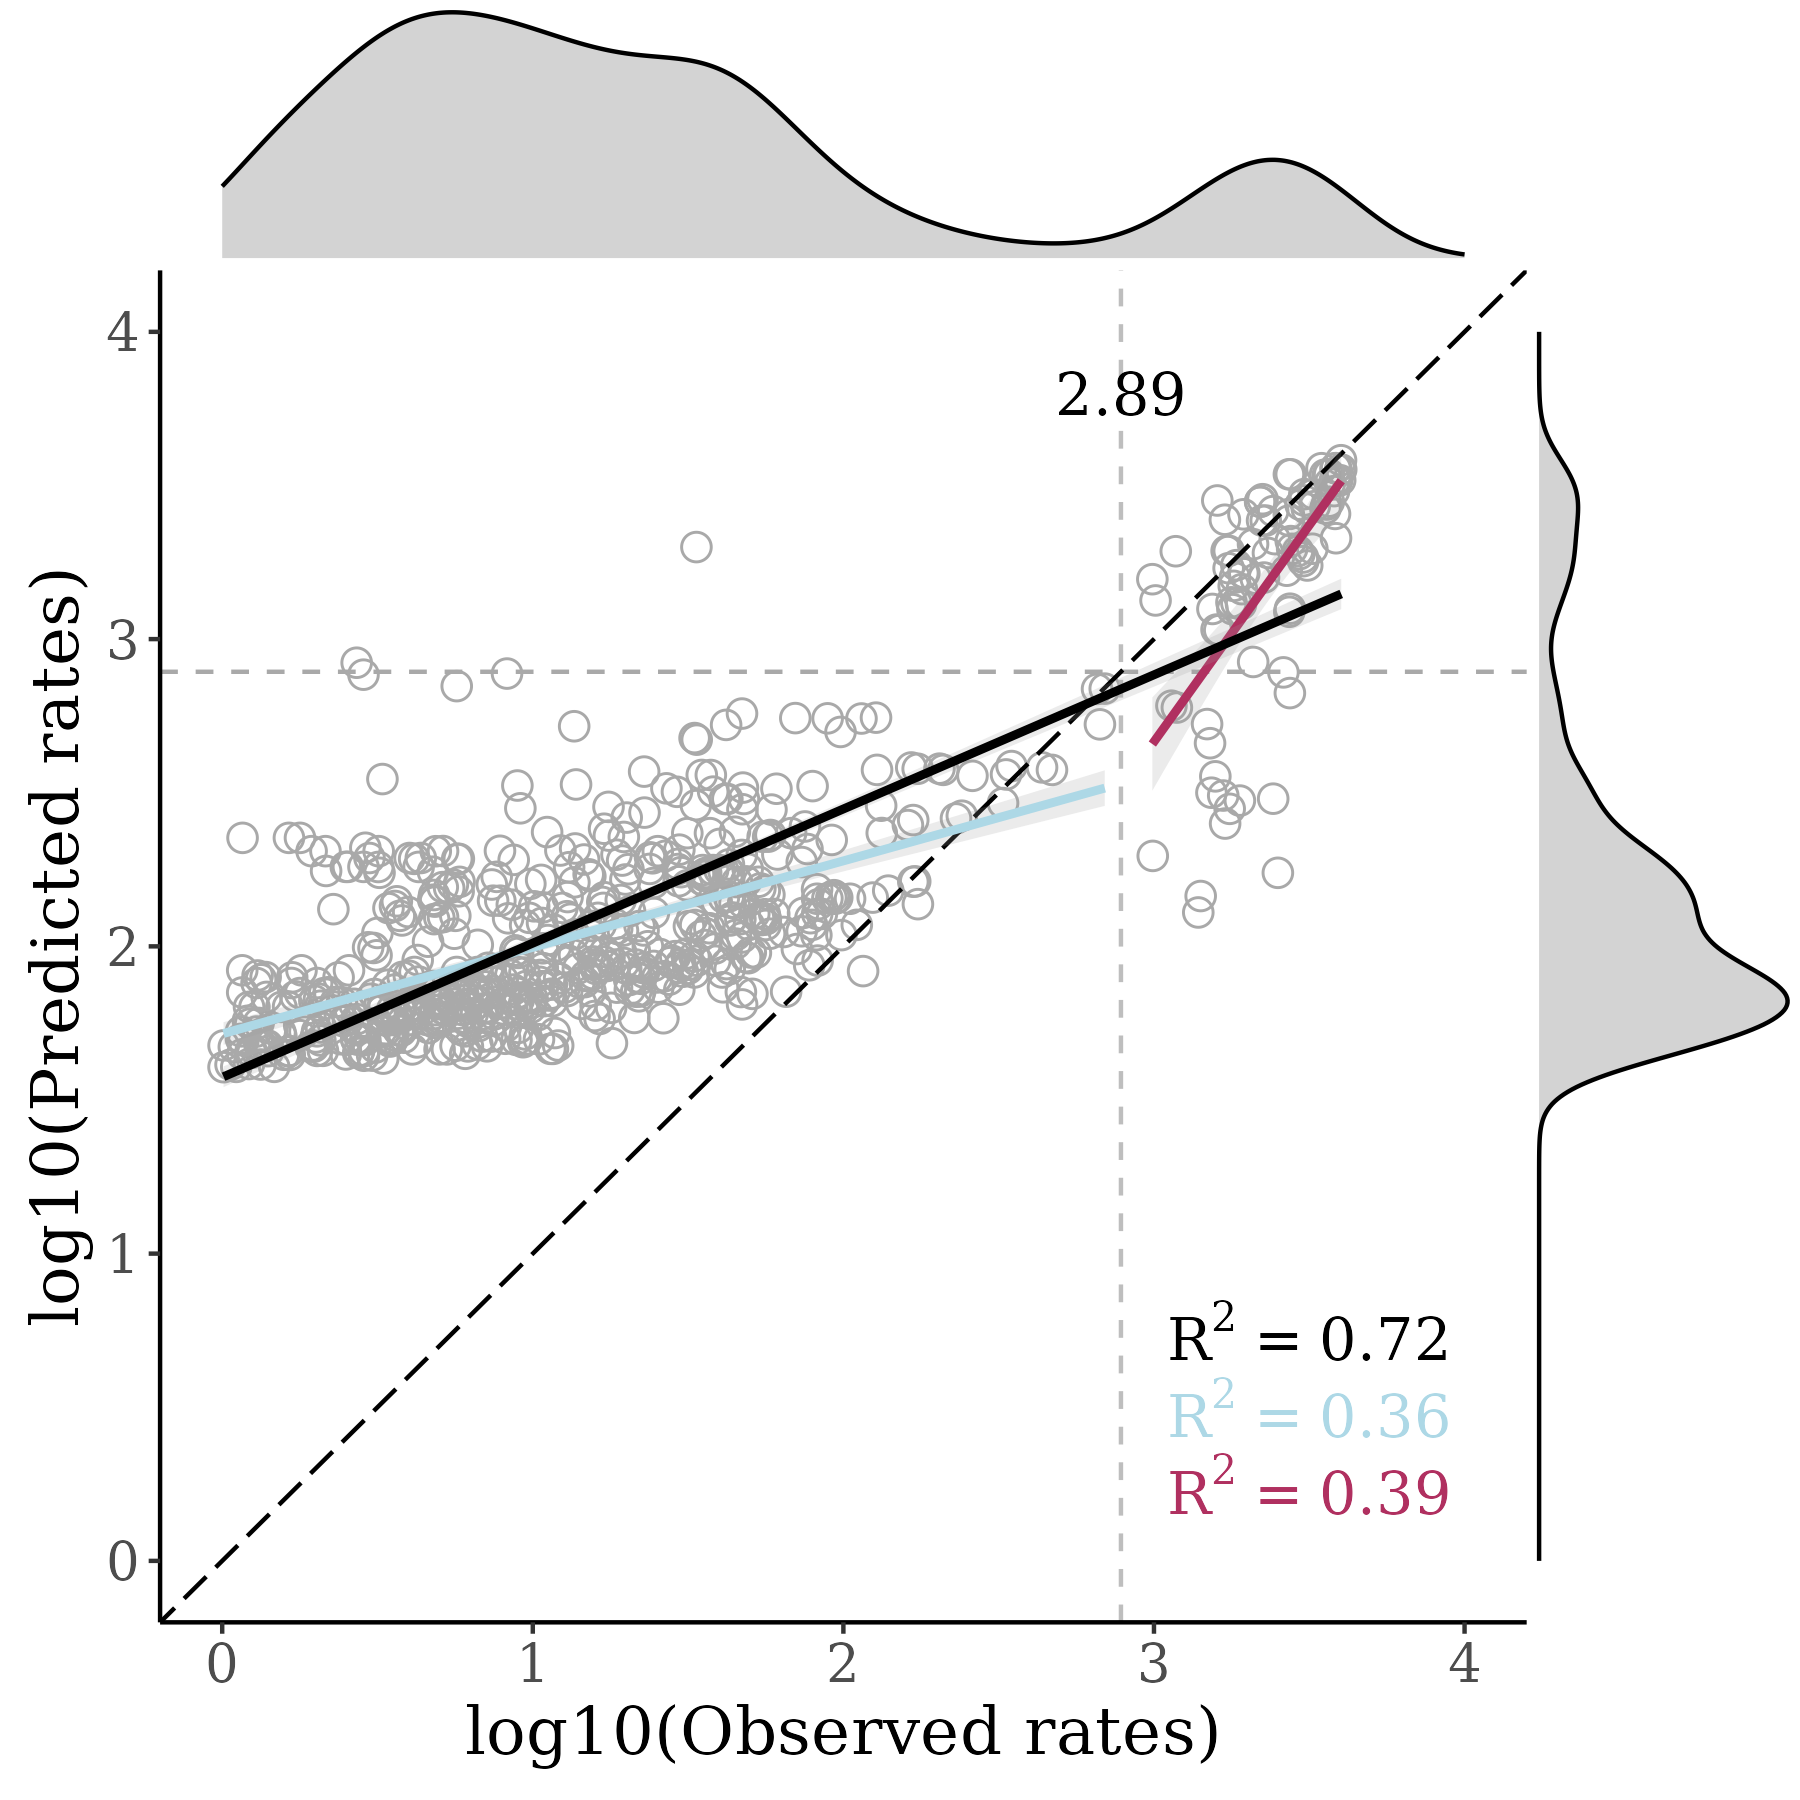 2.89
4
3
2
1
0
log10(Predicted rates)
R² = 0.72
R² = 0.36
R² = 0.39
0 1 2 3 4
log10(Observed rates)